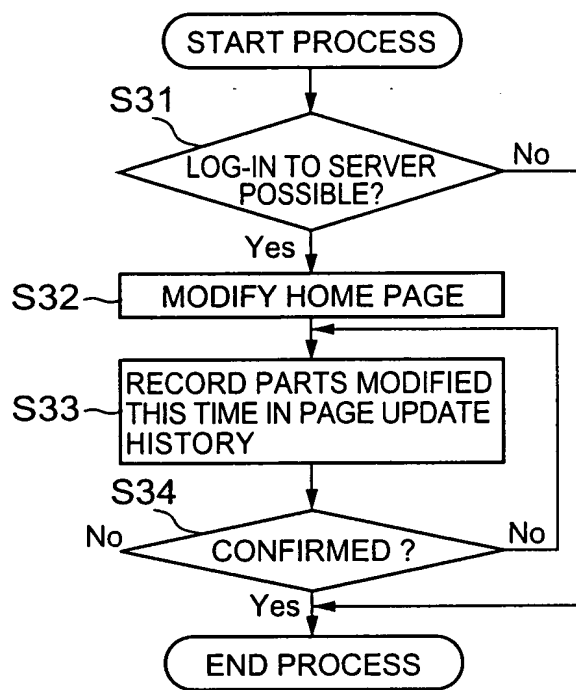 START PROCESS
S31
LOG-IN TO SERVER
POSSIBLE?
No
Yes
S32
MODIFY HOME PAGE
S33
RECORD PARTS MODIFIED
THIS TIME IN PAGE UPDATE
HISTORY
S34
No
CONFIRMED ?
No
Yes
END PROCESS